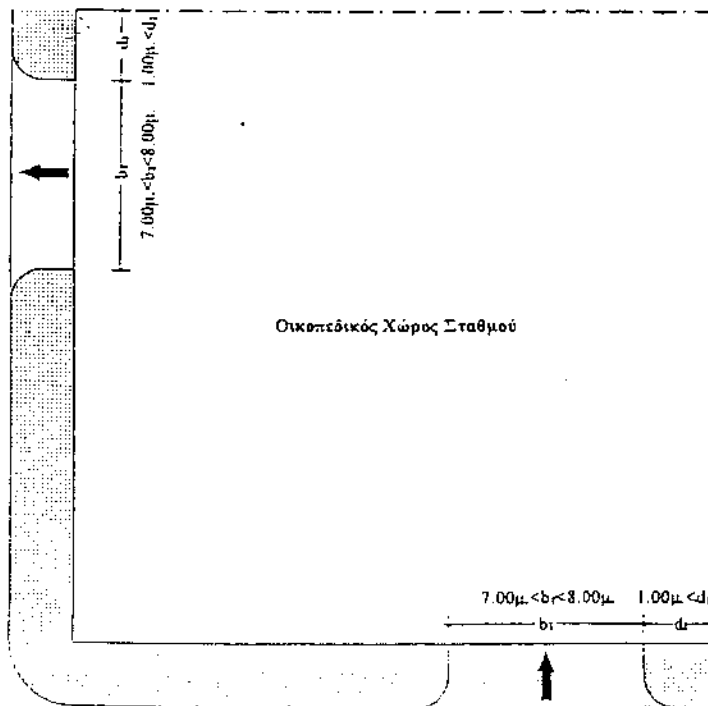 1.00μ.<d₁
d₁
7.00μ.<b₁<8.00μ.
b₁
Οικοπεδικός Χώρος Σταθμού
7.00μ.<b₁<8.00μ. 1.00μ.<d₁
b₁ d₁